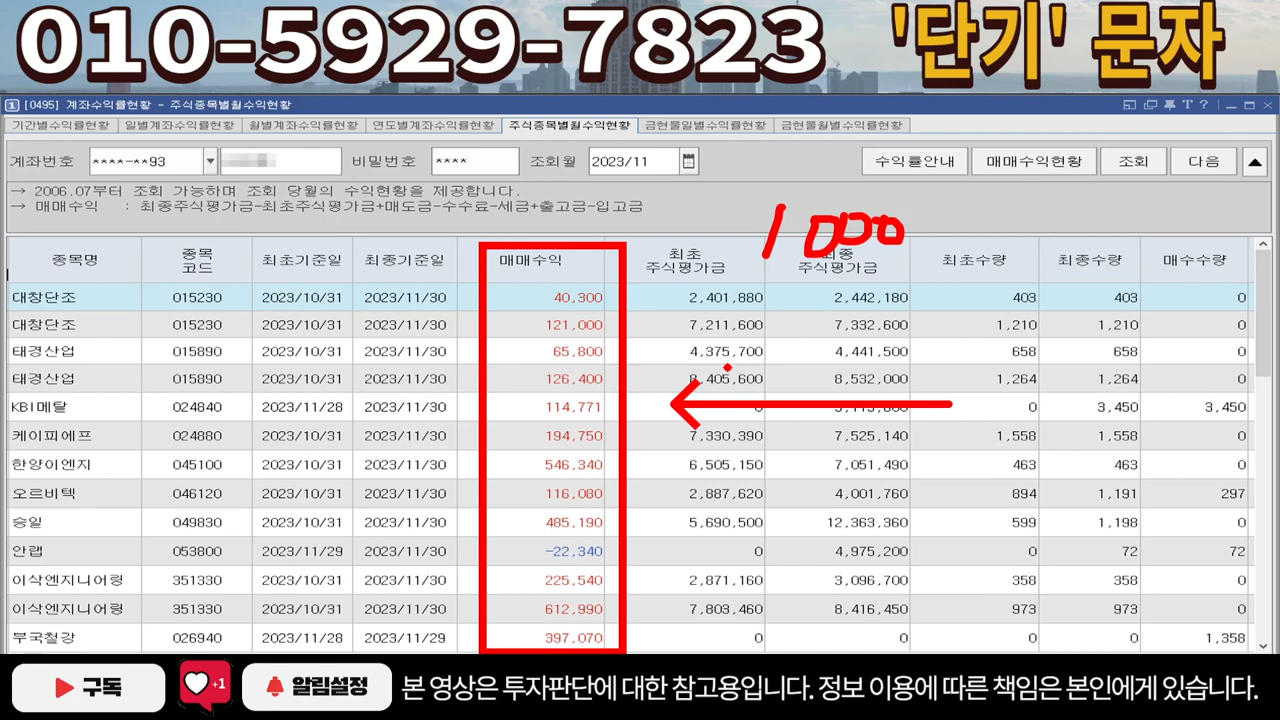 010-5929-7823 '단기' 문자
1 [0495] 계좌수익률현황 - 주식종목별월수익현황
기간별수익률현황 일별계좌수익률현황 월별계좌수익률현황 연도별계좌수익률현황 주식종목별월수익현황 금현물일별수익률현황 금현물월별수익률현황
계좌번호 ****-**93 비밀번호 **** 조회월 2023/11 수익률안내 매매수익현황 조회 다음
→ 2006.07부터 조회 가능하며 조회 당월의 수익현황을 제공합니다.
→ 매매수익 : 최종주식평가금-최초주식평가금+매도금-수수료-세금+출고금-입고금
1000
종목명 종목코드 최초기준일 최종기준일 매매수익 최초주식평가금 최종주식평가금 최초수량 최종수량 매수수량
대창단조 015230 2023/10/31 2023/11/30 40,300 2,401,880 2,442,180 403 403 0
대창단조 015230 2023/10/31 2023/11/30 121,000 7,211,600 7,332,600 1,210 1,210 0
태경산업 015890 2023/10/31 2023/11/30 65,800 4,375,700 4,441,500 658 658 0
태경산업 015890 2023/10/31 2023/11/30 126,400 8,405,600 8,532,000 1,264 1,264 0
KBI메탈 024840 2023/11/28 2023/11/30 114,771 0 0 3,450 3,450
케이피에프 024880 2023/10/31 2023/11/30 194,750 7,330,390 7,525,140 1,558 1,558 0
한양이엔지 045100 2023/10/31 2023/11/30 546,340 6,505,150 7,051,490 463 463 0
오르비텍 046120 2023/10/31 2023/11/30 116,080 2,887,620 4,001,760 894 1,191 297
승일 049830 2023/10/31 2023/11/30 485,190 5,690,500 12,363,360 599 1,198 0
안랩 053800 2023/11/29 2023/11/30 -22,340 0 4,975,200 0 72 72
이삭엔지니어링 351330 2023/10/31 2023/11/30 225,540 2,871,160 3,096,700 358 358 0
이삭엔지니어링 351330 2023/10/31 2023/11/30 612,990 7,803,460 8,416,450 973 973 0
부국철강 026940 2023/11/28 2023/11/29 397,070 0 0 0 0 1,358
구독 +1 알림설정 본 영상은 투자판단에 대한 참고용입니다. 정보 이용에 따른 책임은 본인에게 있습니다.